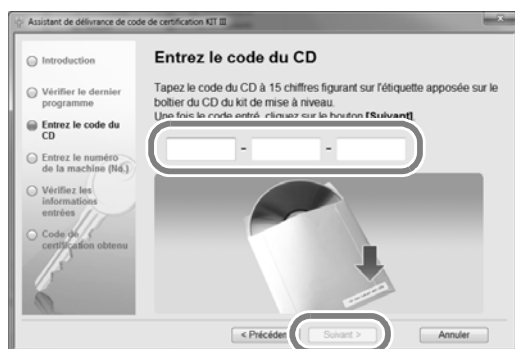 Assistant de délivrance de code de certification KIT III
Introduction
Vérifier le dernier
programme
Entrez le code du
CD
Entrez le numéro
de la machine (No.)
Vérifiez les
informations
entrées
Code de
certification obtenu
Entrez le code du CD
Tapez le code du CD à 15 chiffres figurant sur l'étiquette apposée sur le
boîtier du CD du kit de mise à niveau.
Une fois le code entré, cliquez sur le bouton [Suivant].
- -
< Précédent
Suivant >
Annuler